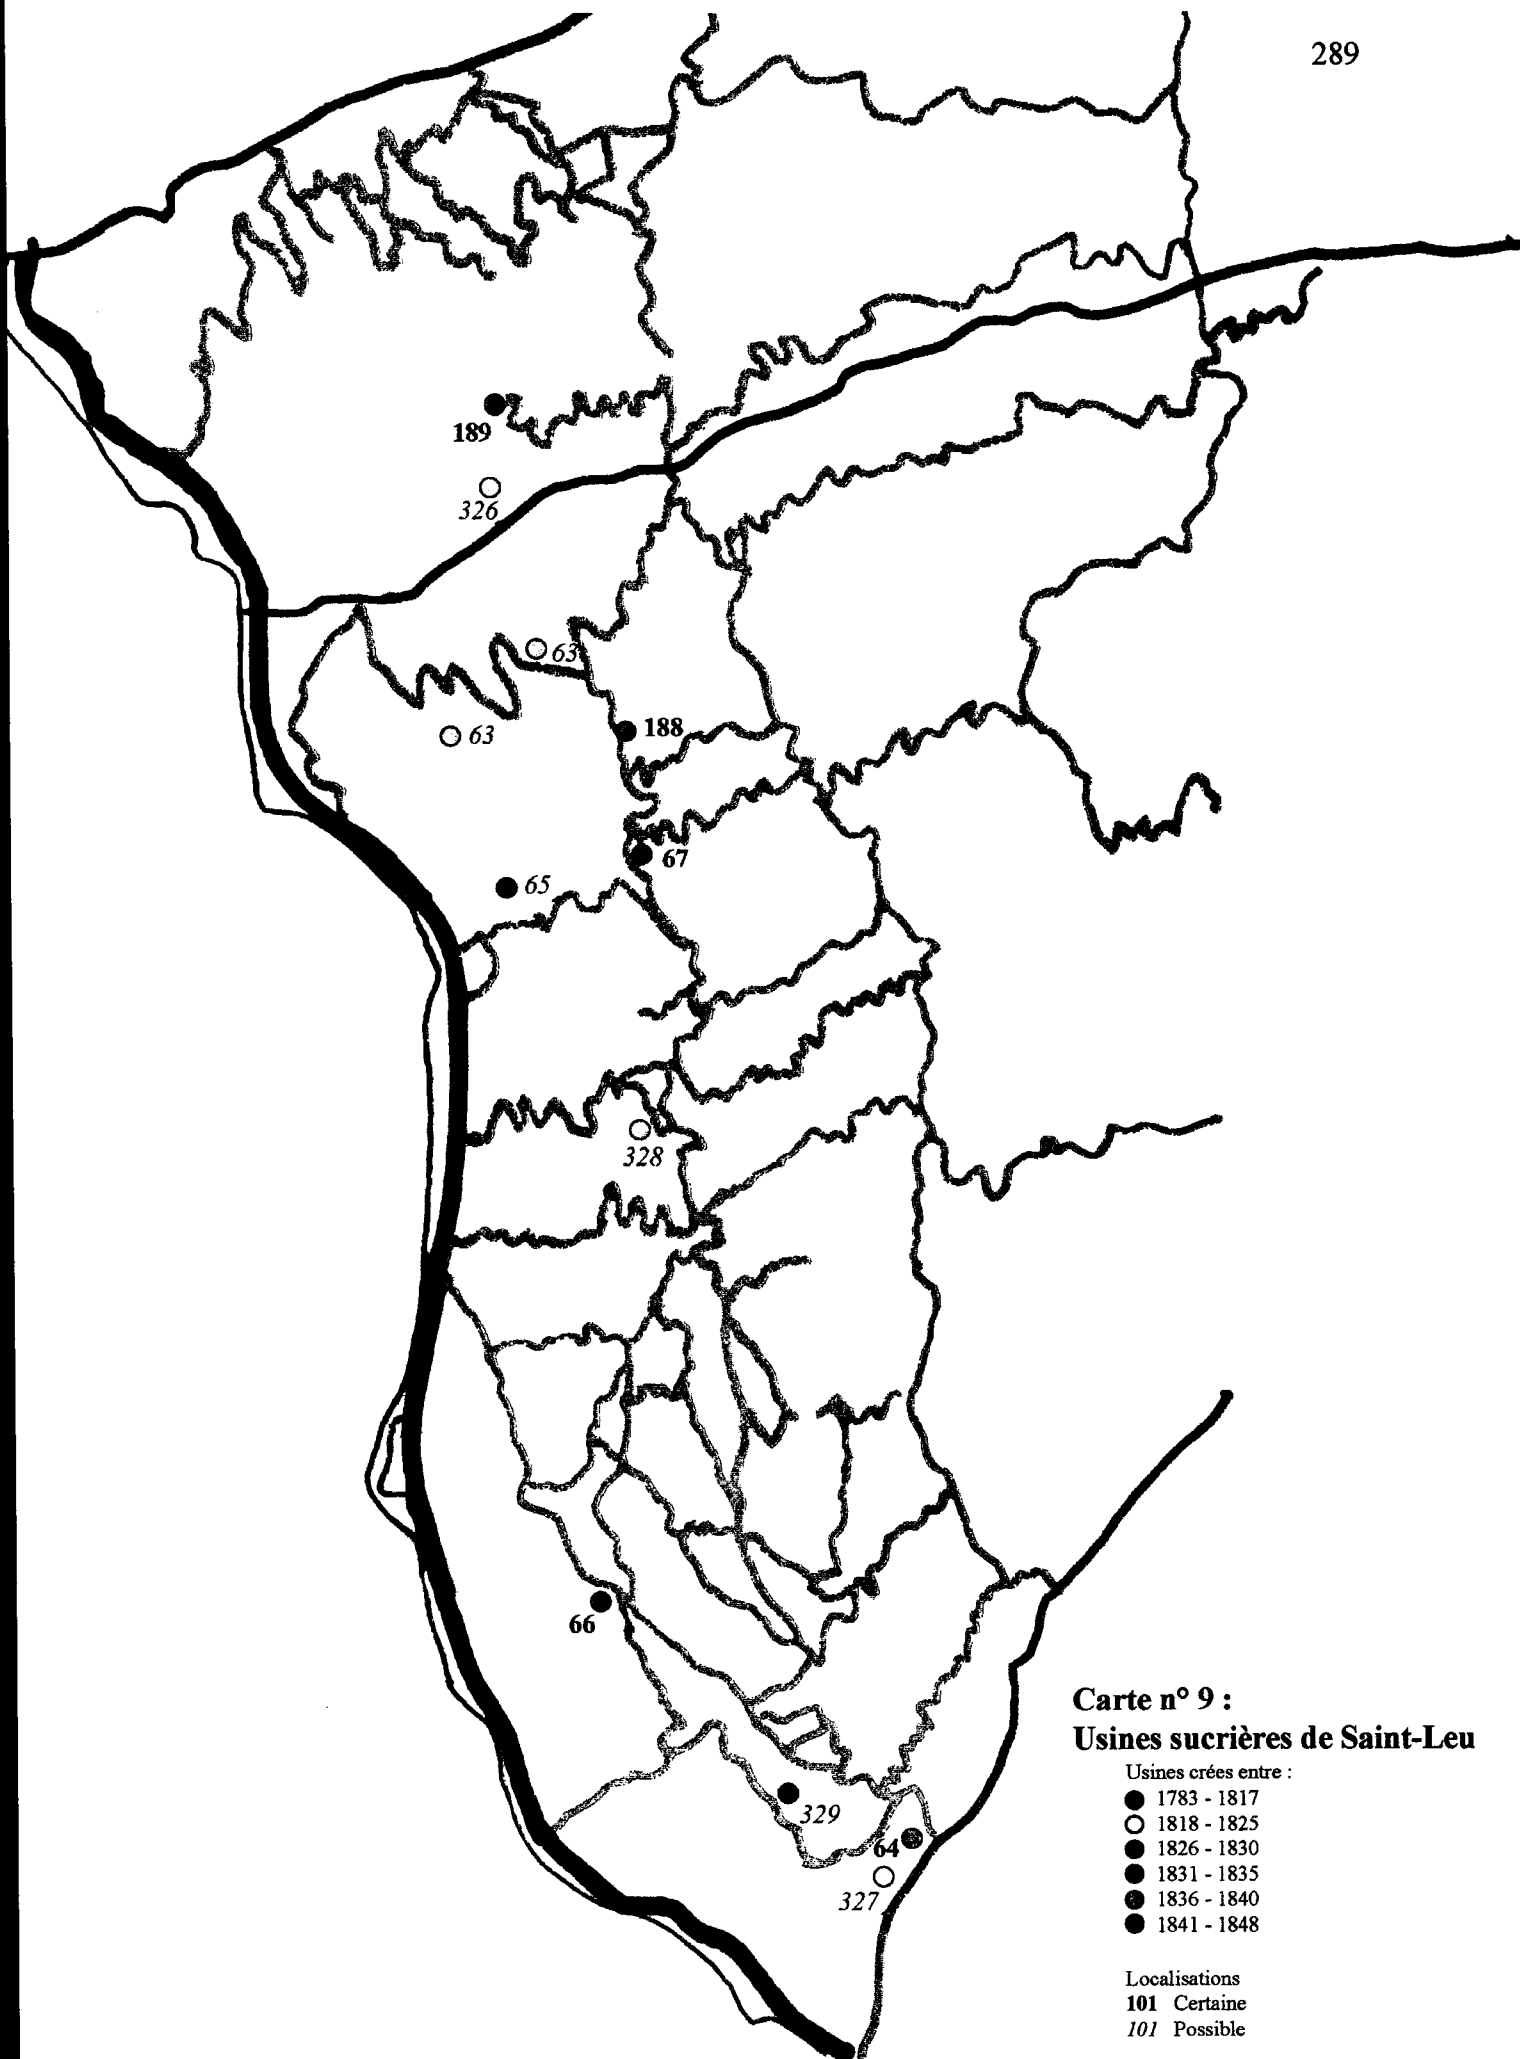 289
189
326
63
188
63
67
65
328
66
329
64
327
Carte n° 9 :
Usines sucrières de Saint-Leu
Usines crées entre :
1783 - 1817
1818 - 1825
1826 - 1830
1831 - 1835
1836 - 1840
1841 - 1848
Localisations
101 Certaine
101 Possible